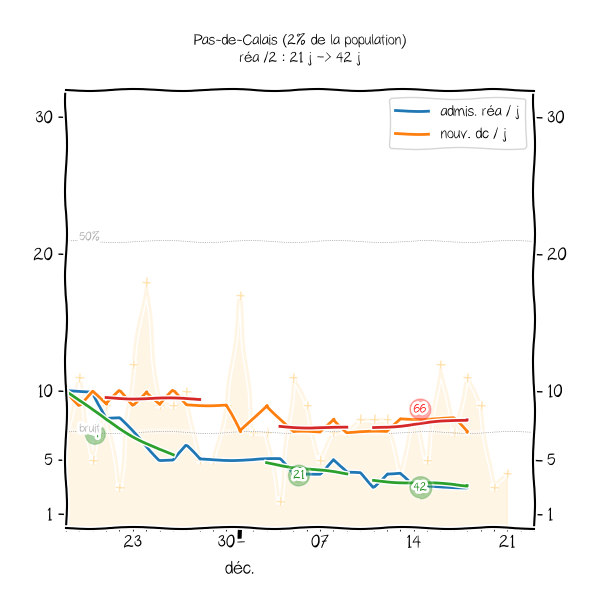 Pas-de-Calais (2% de la population)
réa /2 : 21 j -> 42 j
admis. réa / j
nouv. dc / j
30 30
50%
20 20
66
10 10
bruit
5 21 42 5
1 1
23 30 07 14 21
déc.